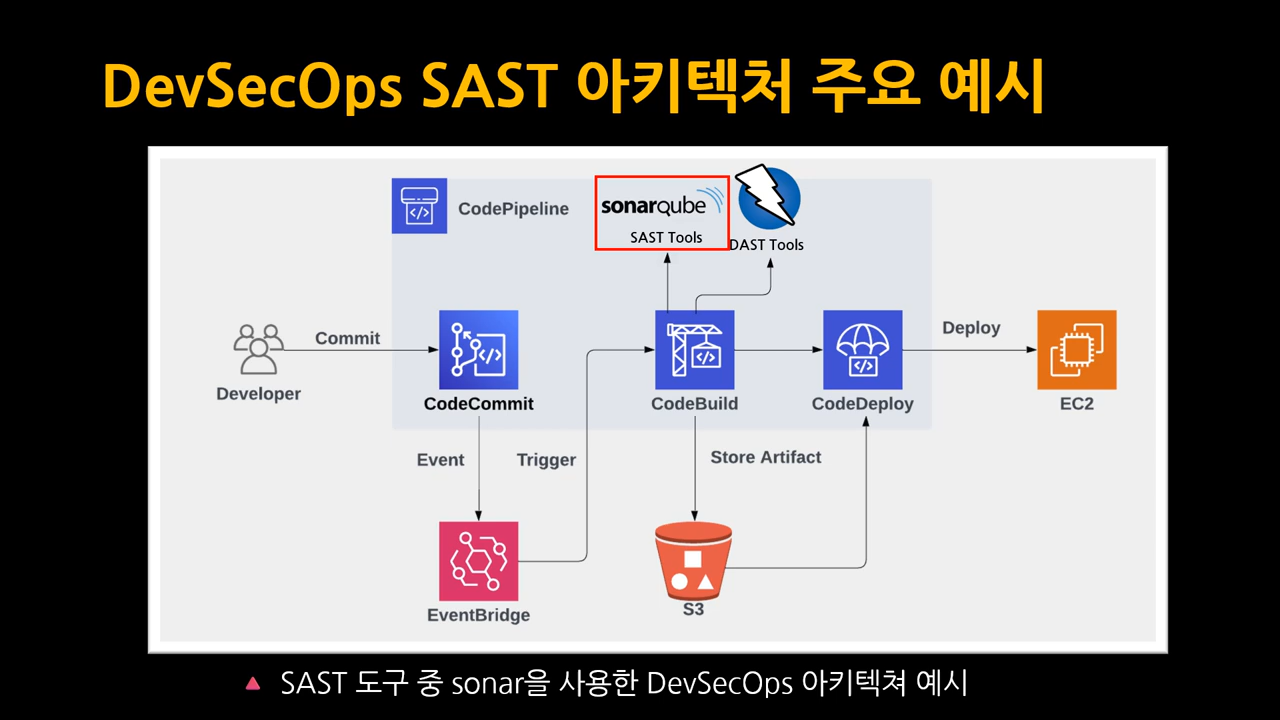 DevSecOps SAST 아키텍처 주요 예시
CodePipeline
sonarqube
SAST Tools
DAST Tools
Commit
Developer
CodeCommit
CodeBuild
CodeDeploy
Deploy
EC2
Event
Trigger
Store Artifact
EventBridge
S3
🔺 SAST 도구 중 sonar을 사용한 DevSecOps 아키텍쳐 예시